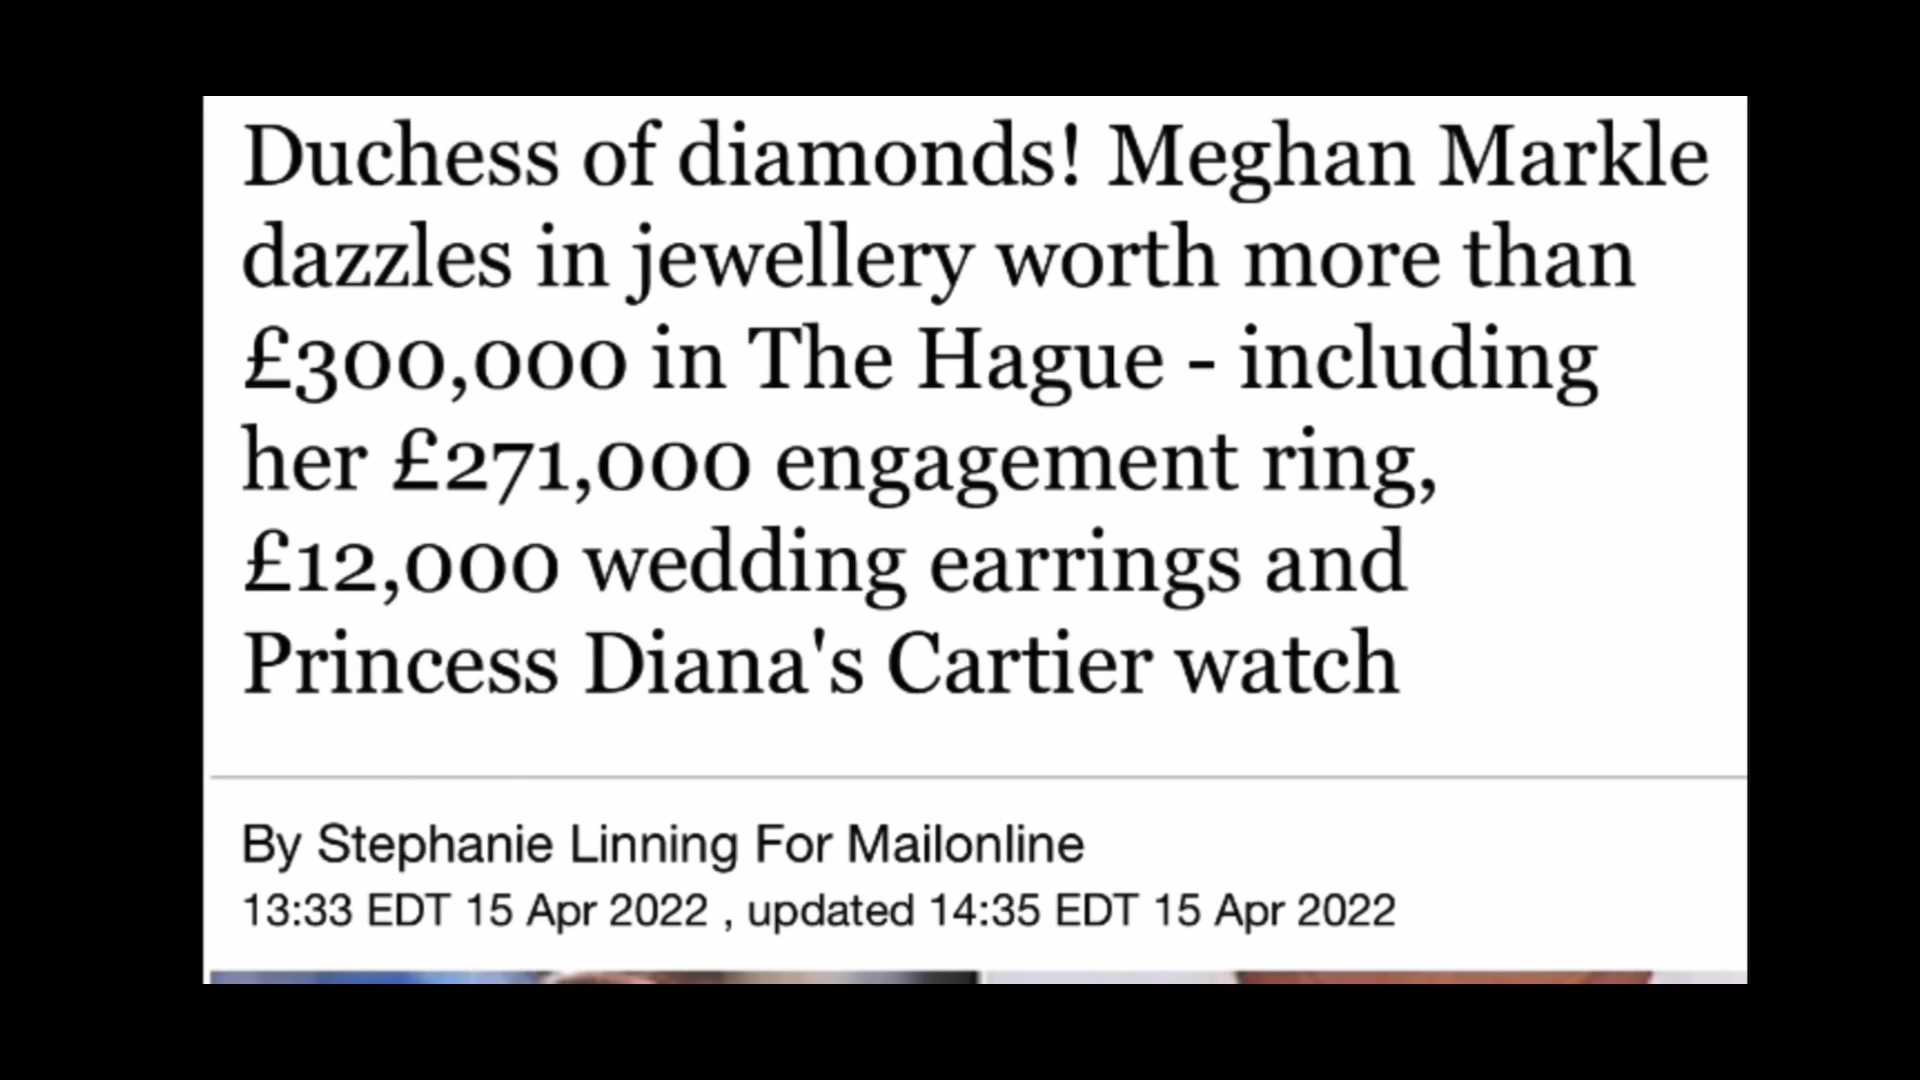 Duchess of diamonds! Meghan Markle
dazzles in jewellery worth more than
£300,000 in The Hague - including
her £271,000 engagement ring,
£12,000 wedding earrings and
Princess Diana's Cartier watch
By Stephanie Linning For Mailonline
13:33 EDT 15 Apr 2022 , updated 14:35 EDT 15 Apr 2022